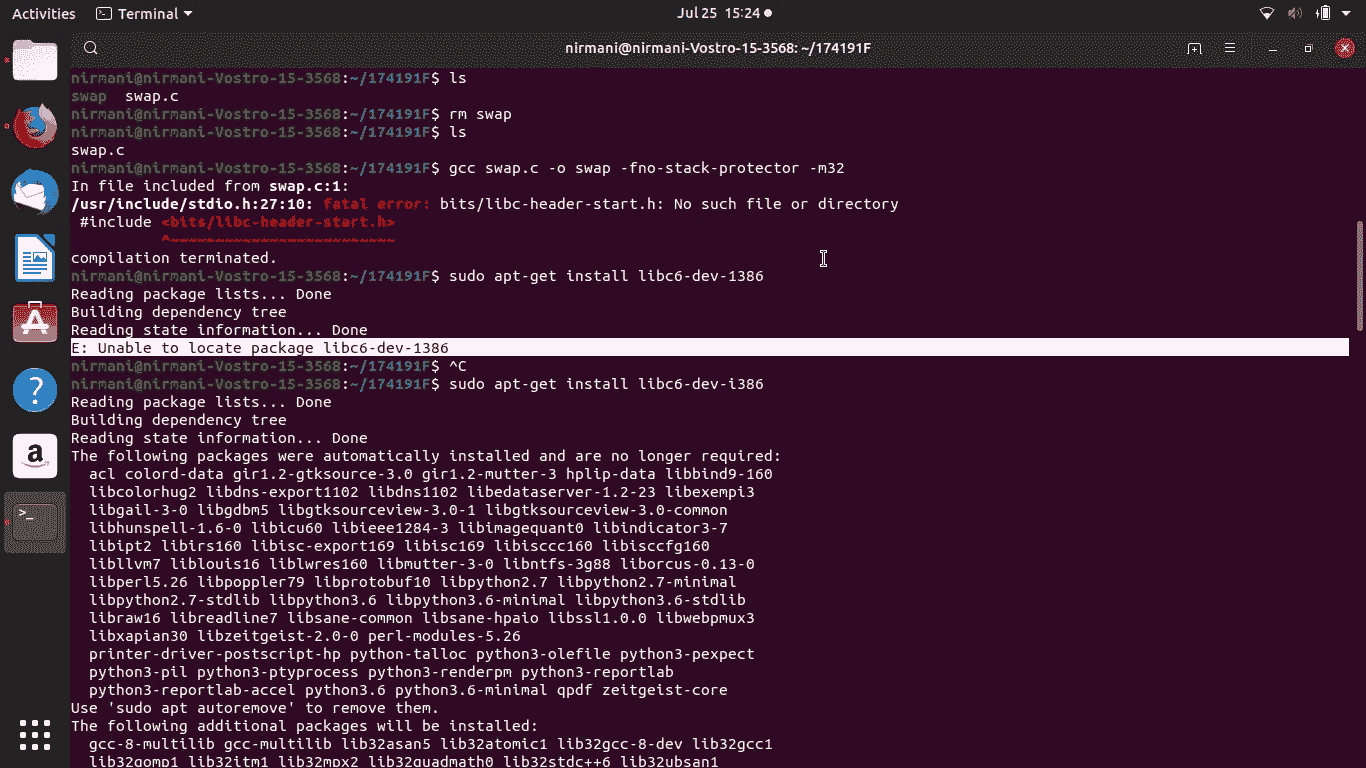 Activities
Terminal
Jul 25 15:24
nirmani@nirmani-Vostro-15-3568: ~/174191F
nirmani@nirmani-Vostro-15-3568:~/174191F$ ls
swap swap.c
nirmani@nirmani-Vostro-15-3568:~/174191F$ rm swap
nirmani@nirmani-Vostro-15-3568:~/174191F$ ls
swap.c
nirmani@nirmani-Vostro-15-3568:~/174191F$ gcc swap.c -o swap -fno-stack-protector -m32
In file included from swap.c:1:
/usr/include/stdio.h:27:10: fatal error: bits/libc-header-start.h: No such file or directory
#include <bits/libc-header-start.h>
^~~~~~~~~~~~~~~~~~~~~~~~~~
compilation terminated.
nirmani@nirmani-Vostro-15-3568:~/174191F$ sudo apt-get install libc6-dev-1386
Reading package lists... Done
Building dependency tree
Reading state information... Done
E: Unable to locate package libc6-dev-1386
nirmani@nirmani-Vostro-15-3568:~/174191F$ ^C
nirmani@nirmani-Vostro-15-3568:~/174191F$ sudo apt-get install libc6-dev-i386
Reading package lists... Done
Building dependency tree
Reading state information... Done
The following packages were automatically installed and are no longer required:
acl colord-data gir1.2-gtksource-3.0 gir1.2-mutter-3 hplip-data libbind9-160
libcolorhug2 libdns-export1102 libdns1102 libedataserver-1.2-23 libexempi3
libgail-3-0 libgdbm5 libgtksourceview-3.0-1 libgtksourceview-3.0-common
libhunspell-1.6-0 libicu60 libieee1284-3 libimagequant0 libindicator3-7
libipt2 libirs160 libisc-export169 libisc169 libisccc160 libisccfg160
libllvm7 liblouis16 liblwres160 libmutter-3-0 libntfs-3g88 liborcus-0.13-0
libperl5.26 libpoppler79 libprotobuf10 libpython2.7 libpython2.7-minimal
libpython2.7-stdlib libpython3.6 libpython3.6-minimal libpython3.6-stdlib
libraw16 libreadline7 libsane-common libsane-hpaio libssl1.0.0 libwebpmux3
libxapian30 libzeitgeist-2.0-0 perl-modules-5.26
printer-driver-postscript-hp python-talloc python3-olefile python3-pexpect
python3-pil python3-ptyprocess python3-renderpm python3-reportlab
python3-reportlab-accel python3.6 python3.6-minimal qpdf zeitgeist-core
Use 'sudo apt autoremove' to remove them.
The following additional packages will be installed:
gcc-8-multilib gcc-multilib lib32asan5 lib32atomic1 lib32gcc-8-dev lib32gcc1
lib32gomp1 lib32itm1 lib32mpx2 lib32quadmath0 lib32stdc++6 lib32ubsan1